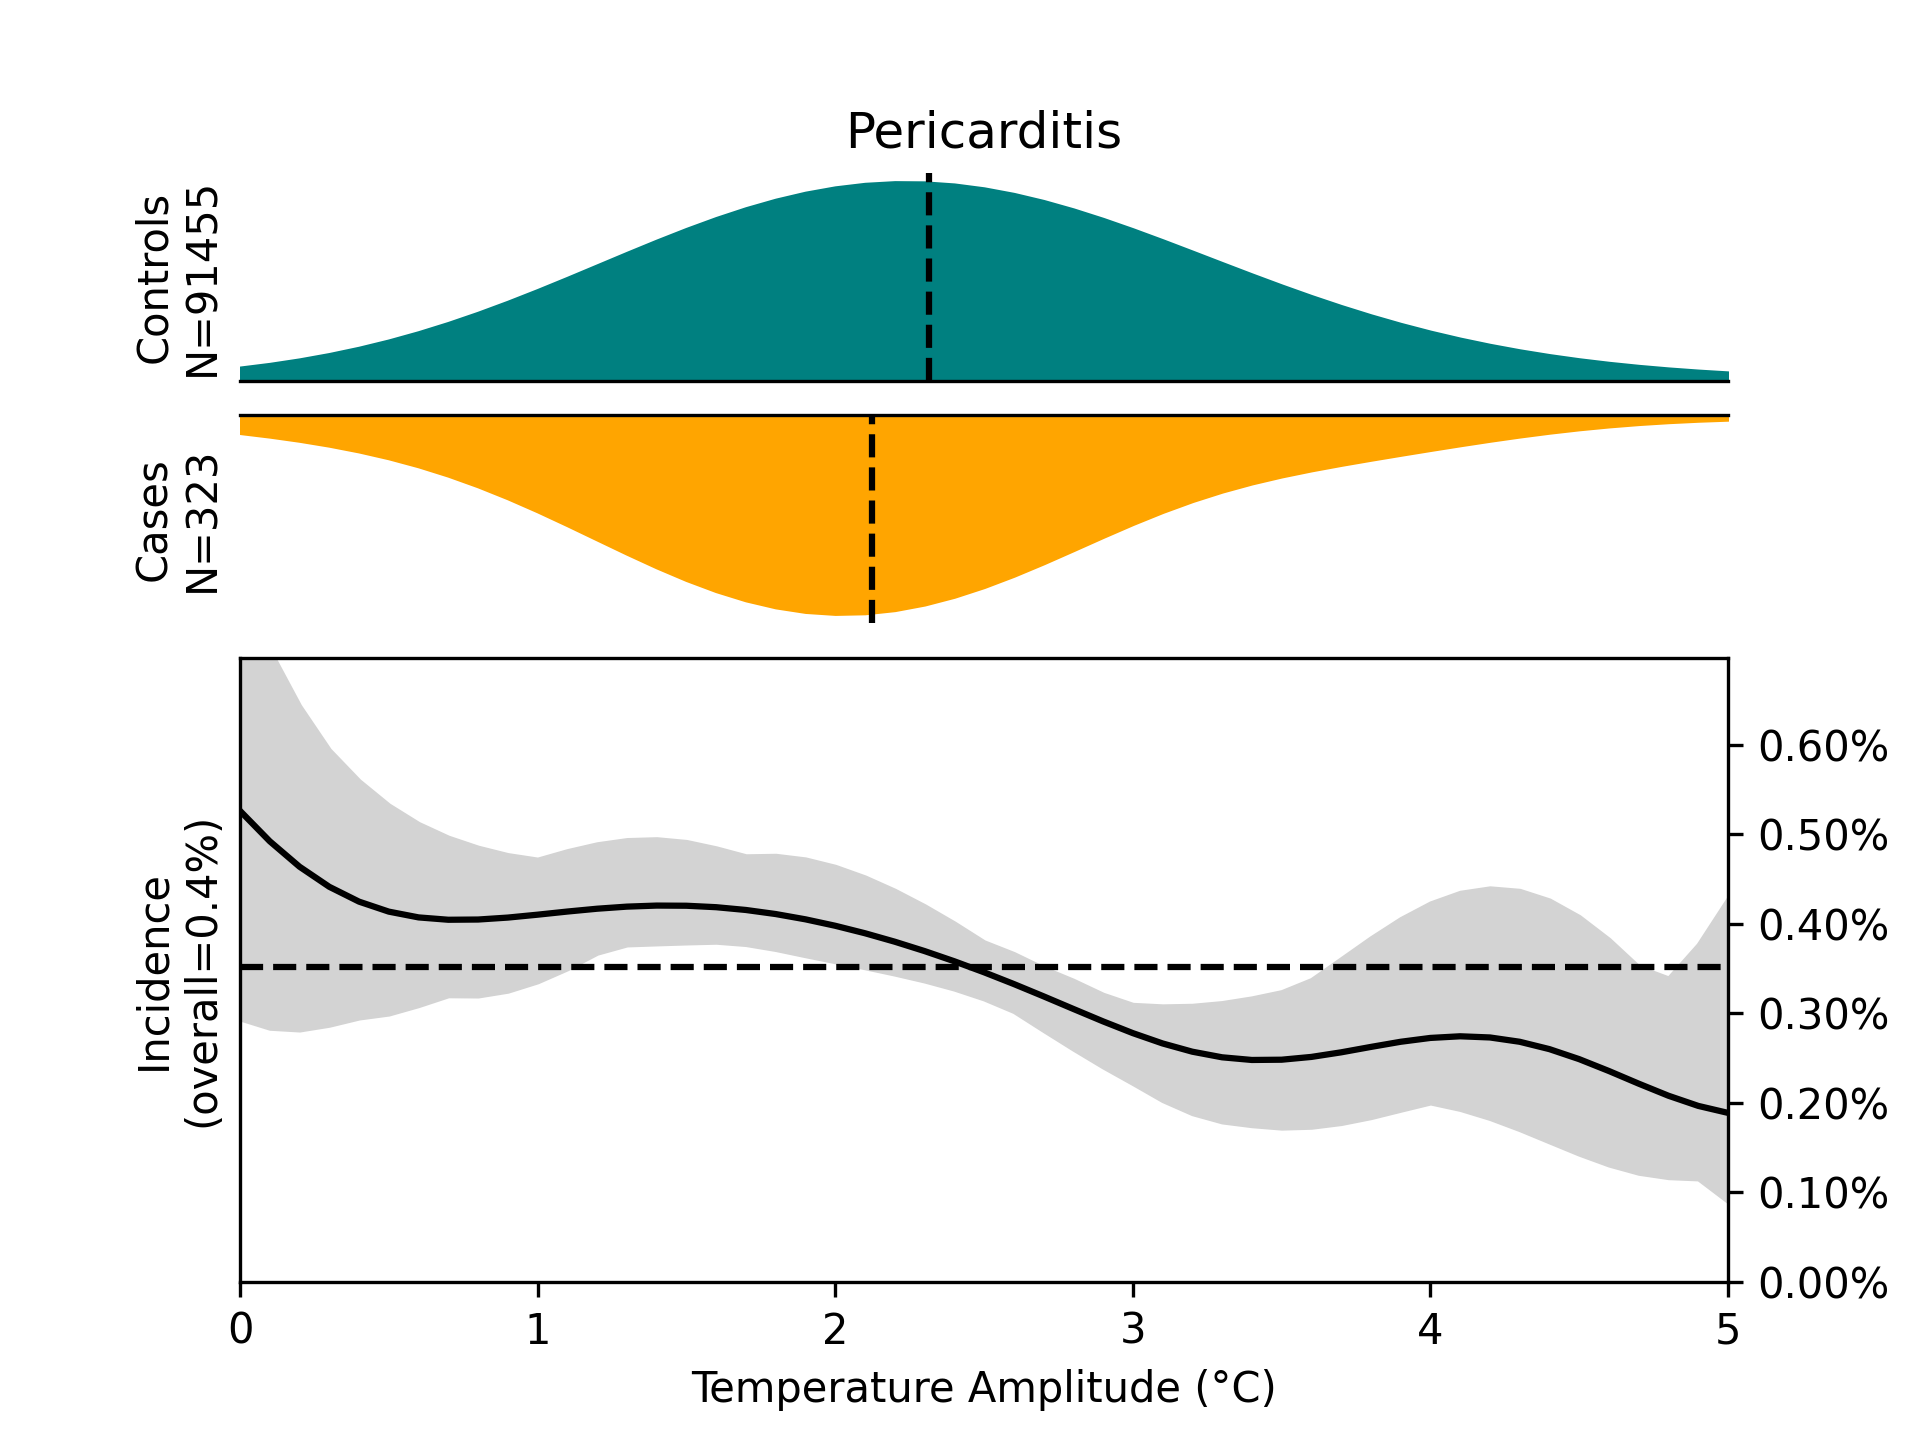 Pericarditis
Controls
N=91455
Cases
N=323
Incidence
(overall=0.4%)
0.60%
0.50%
0.40%
0.30%
0.20%
0.10%
0.00%
0 1 2 3 4 5
Temperature Amplitude (°C)